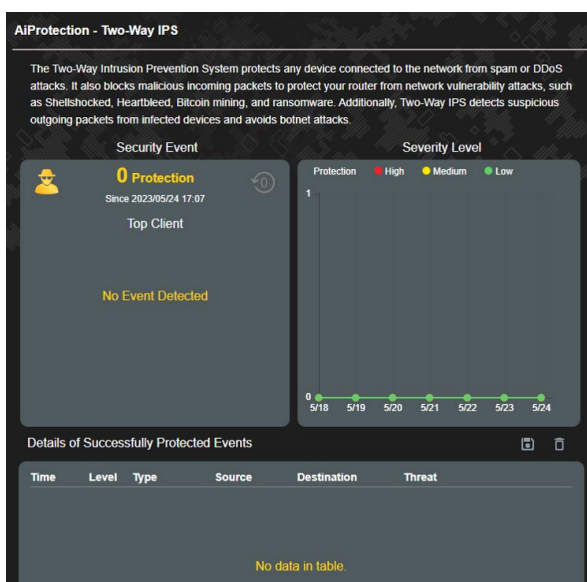 AiProtection - Two-Way IPS
The Two-Way Intrusion Prevention System protects any device connected to the network from spam or DDoS
attacks. It also blocks malicious incoming packets to protect your router from network vulnerability attacks, such
as Shellshocked, Heartbleed, Bitcoin mining, and ransomware. Additionally, Two-Way IPS detects suspicious
outgoing packets from infected devices and avoids botnet attacks.
Security Event
0 Protection
0
Since 2023/05/24 17:07
Top Client
No Event Detected
Severity Level
Protection High Medium Low
1
0
5/18 5/19 5/20 5/21 5/22 5/23 5/24
Details of Successfully Protected Events
Time Level Type Source Destination Threat
No data in table.